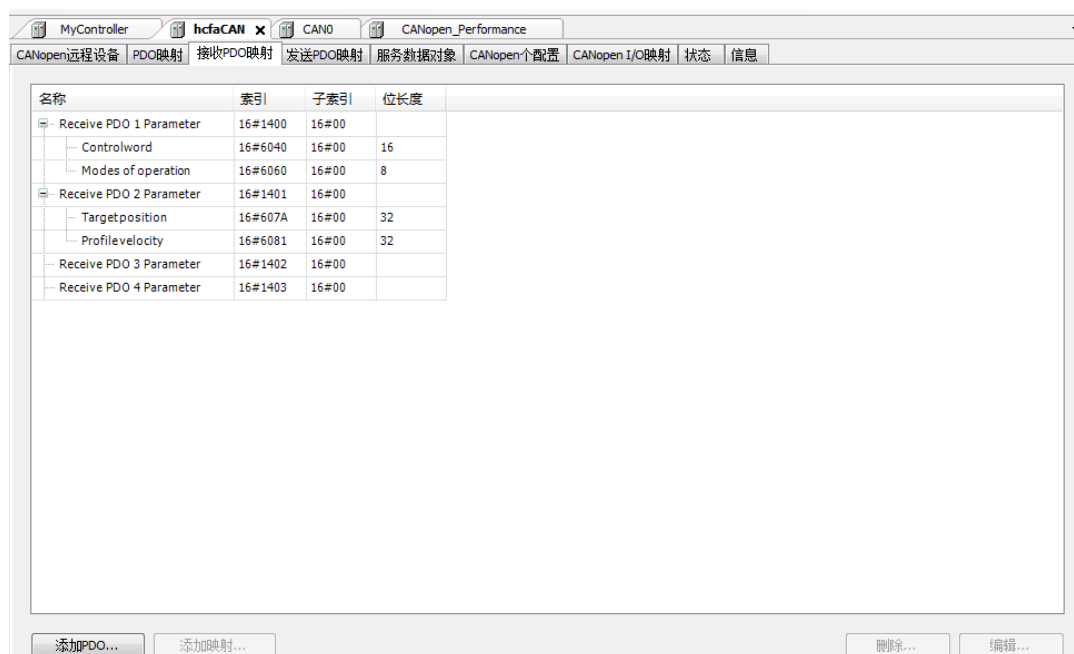 MyController hcfaCAN x CAN0 CANopen_Performance
CANopen远程设备 PDO映射 接收PDO映射 发送PDO映射 服务数据对象 CANopen个配置 CANopen I/O映射 状态 信息
名称 索引 子索引 位长度
Receive PDO 1 Parameter 16#1400 16#00
Controlword 16#6040 16#00 16
Modes of operation 16#6060 16#00 8
Receive PDO 2 Parameter 16#1401 16#00
Targetposition 16#607A 16#00 32
Profilevelocity 16#6081 16#00 32
Receive PDO 3 Parameter 16#1402 16#00
Receive PDO 4 Parameter 16#1403 16#00
添加PDO... 添加映射... 删除... 编辑...